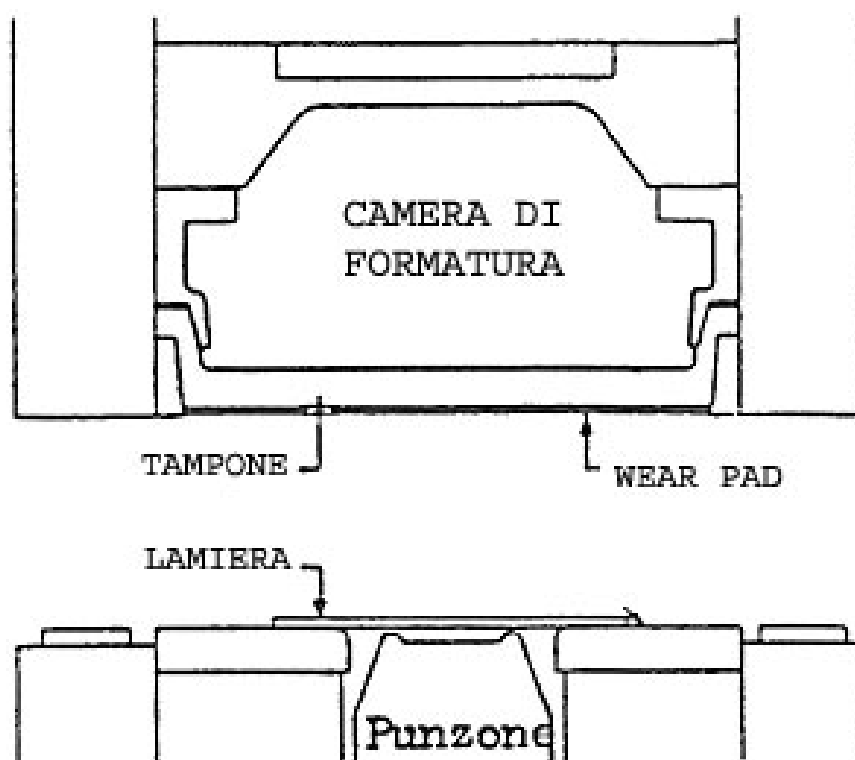 CAMERA DI
FORMATURA
TAMPONE
WEAR PAD
LAMIERA
Punzone